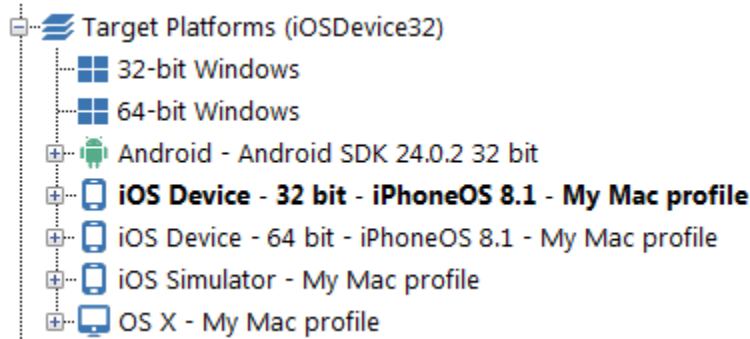 Target Platforms (iOSDevice32)
32-bit Windows
64-bit Windows
Android - Android SDK 24.0.2 32 bit
iOS Device - 32 bit - iPhoneOS 8.1 - My Mac profile
iOS Device - 64 bit - iPhoneOS 8.1 - My Mac profile
iOS Simulator - My Mac profile
OS X - My Mac profile